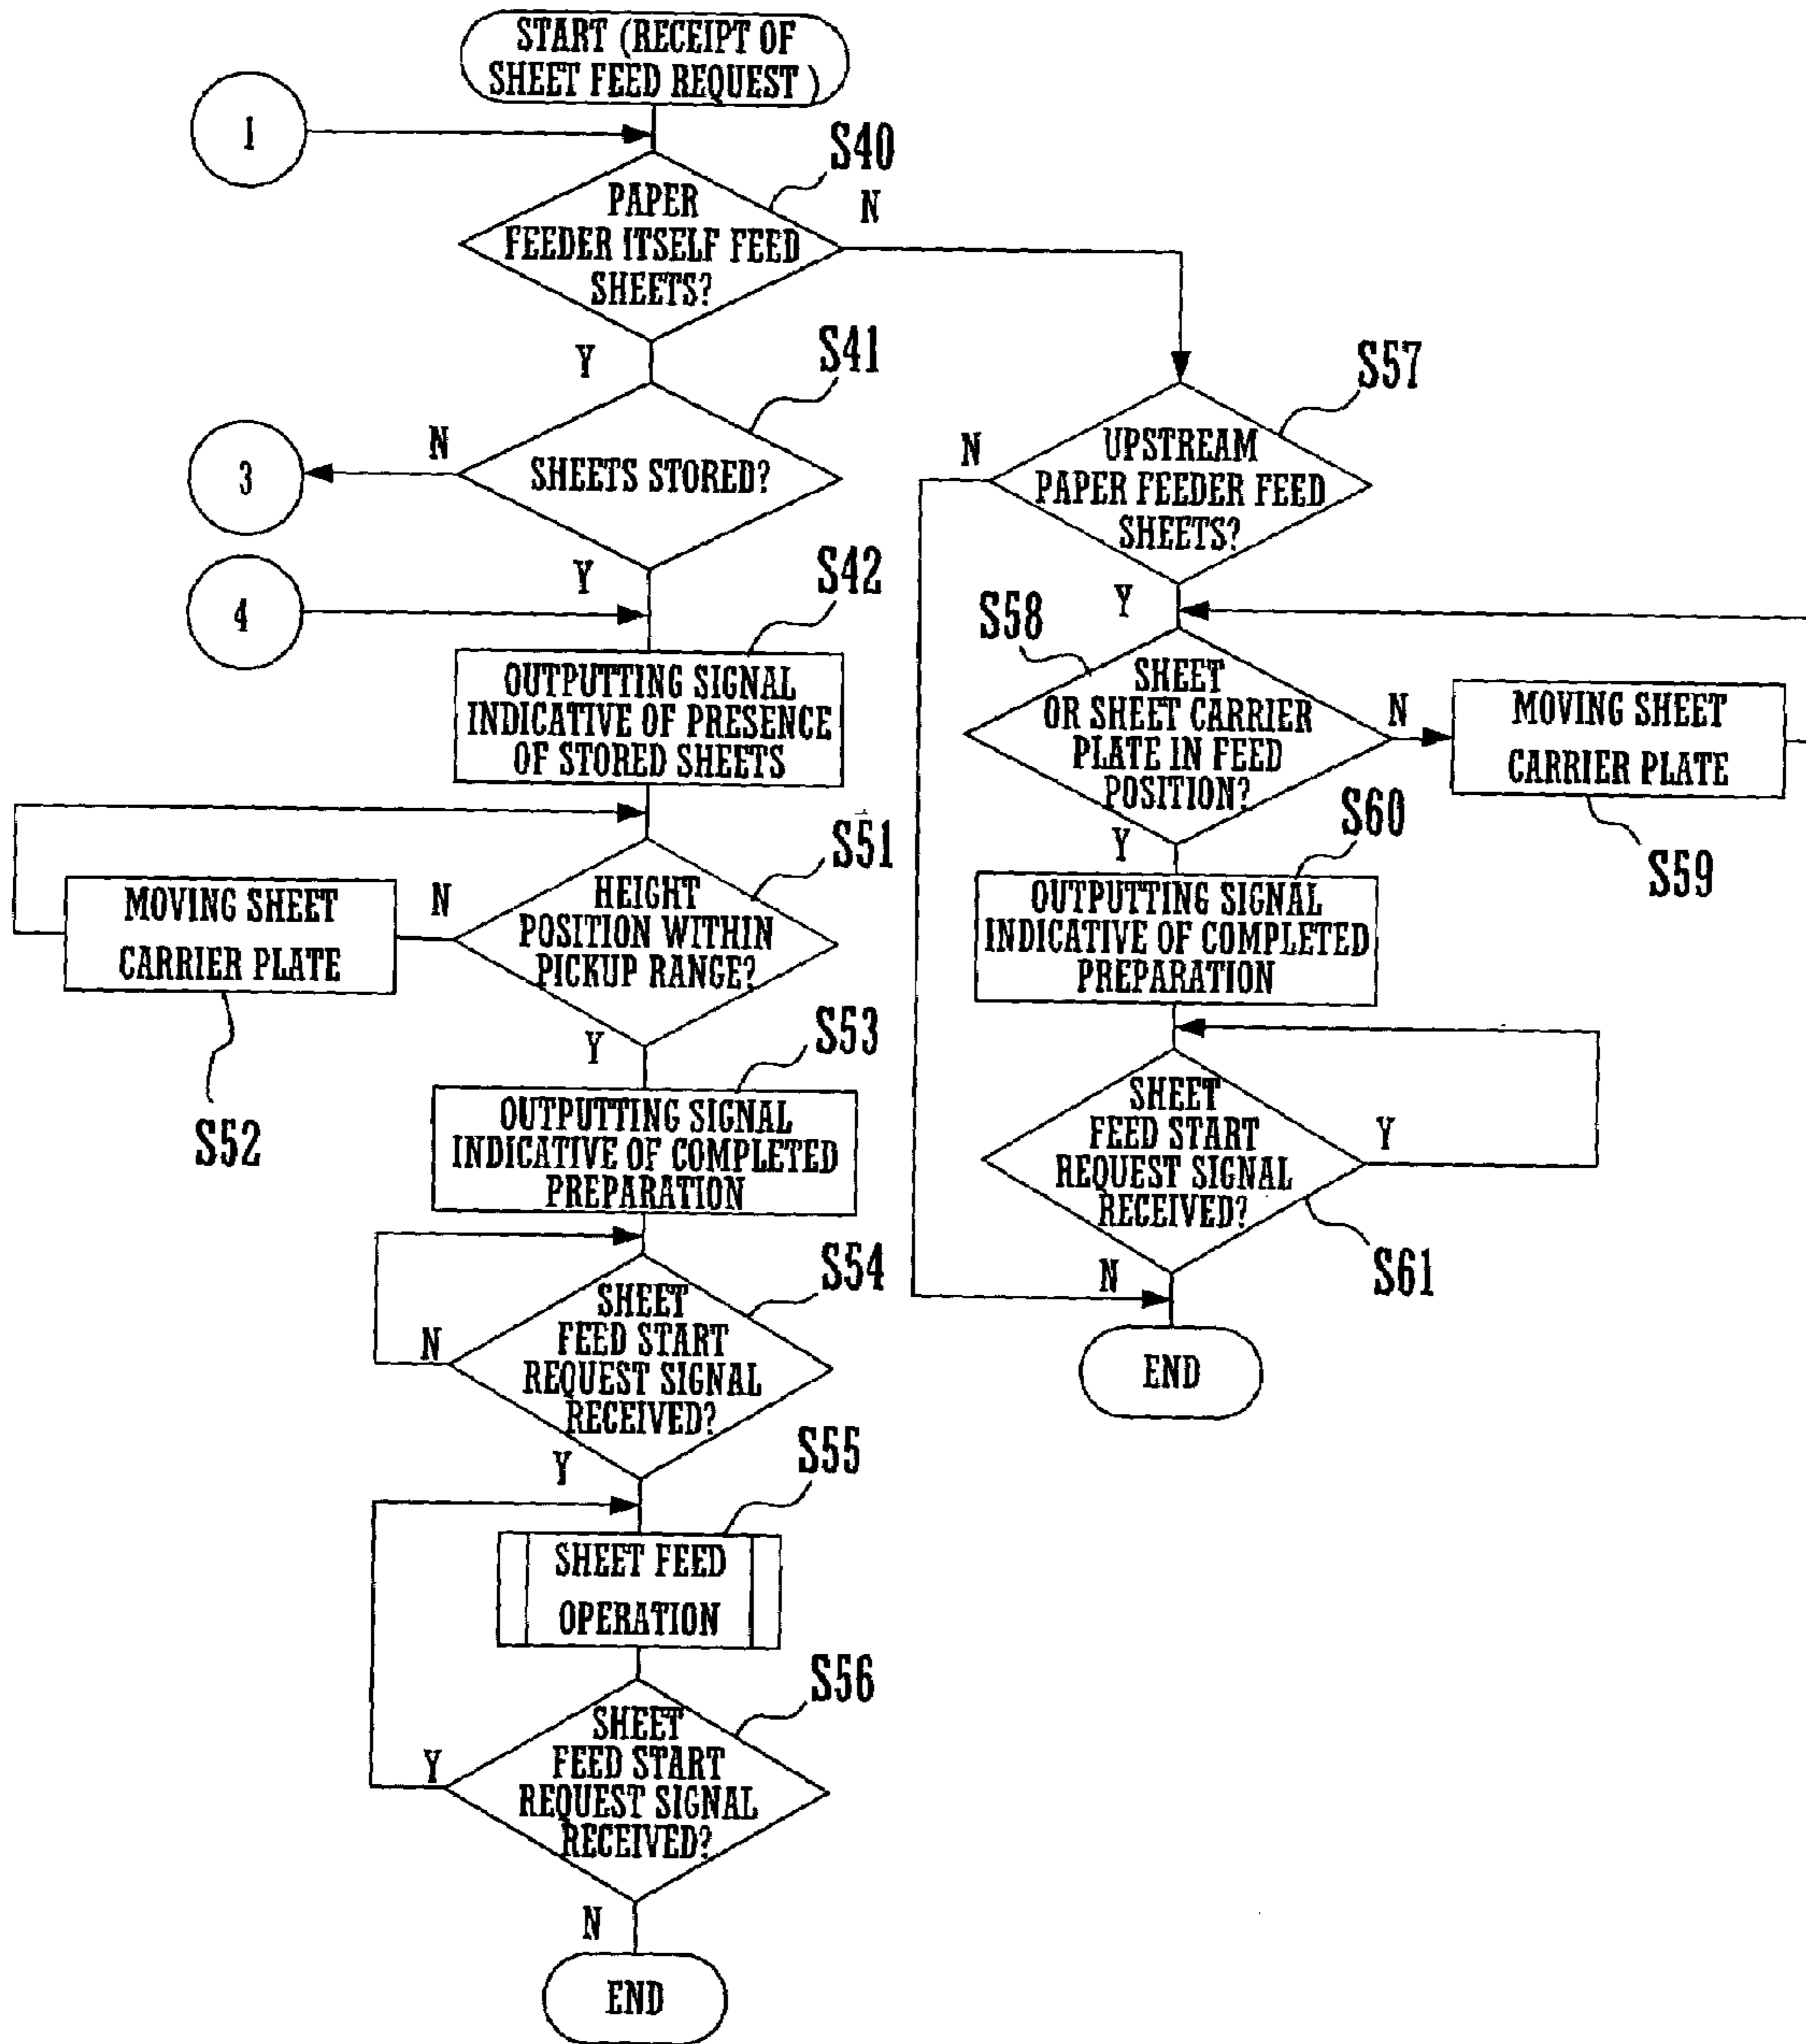 START (RECEIPT OF
SHEET FEED REQUEST )
1
S40
PAPER
FEEDER ITSELF FEED
SHEETS?
N
Y
S41
SHEETS STORED?
N
3
Y
4
S42
OUTPUTTING SIGNAL
INDICATIVE OF PRESENCE
OF STORED SHEETS
S51
HEIGHT
POSITION WITHIN
PICKUP RANGE?
N
MOVING SHEET
CARRIER PLATE
S52
Y
S53
OUTPUTTING SIGNAL
INDICATIVE OF COMPLETED
PREPARATION
S54
SHEET
FEED START
REQUEST SIGNAL
RECEIVED?
N
Y
S55
SHEET FEED
OPERATION
S56
SHEET
FEED START
REQUEST SIGNAL
RECEIVED?
Y
N
END
S57
UPSTREAM
PAPER FEEDER FEED
SHEETS?
N
Y
S58
SHEET
OR SHEET CARRIER
PLATE IN FEED
POSITION?
N
MOVING SHEET
CARRIER PLATE
S59
Y
S60
OUTPUTTING SIGNAL
INDICATIVE OF COMPLETED
PREPARATION
SHEET
FEED START
REQUEST SIGNAL
RECEIVED?
Y
S61
N
END